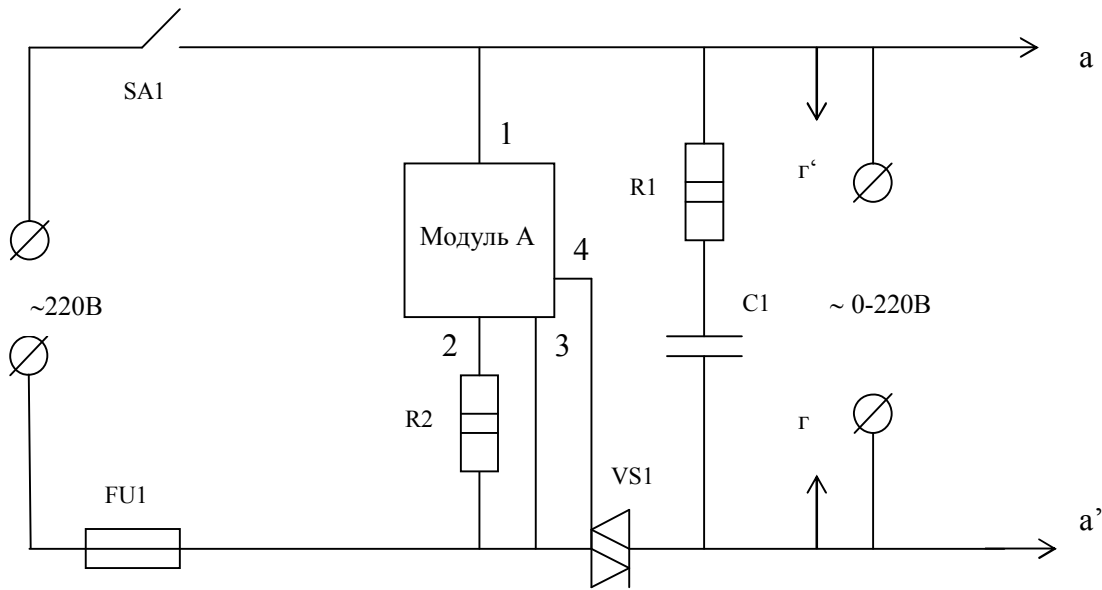 SA1
а
1
R1
г‘
Модуль А
4
~220В
C1
~ 0-220В
2
3
R2
г
VS1
FU1
а’